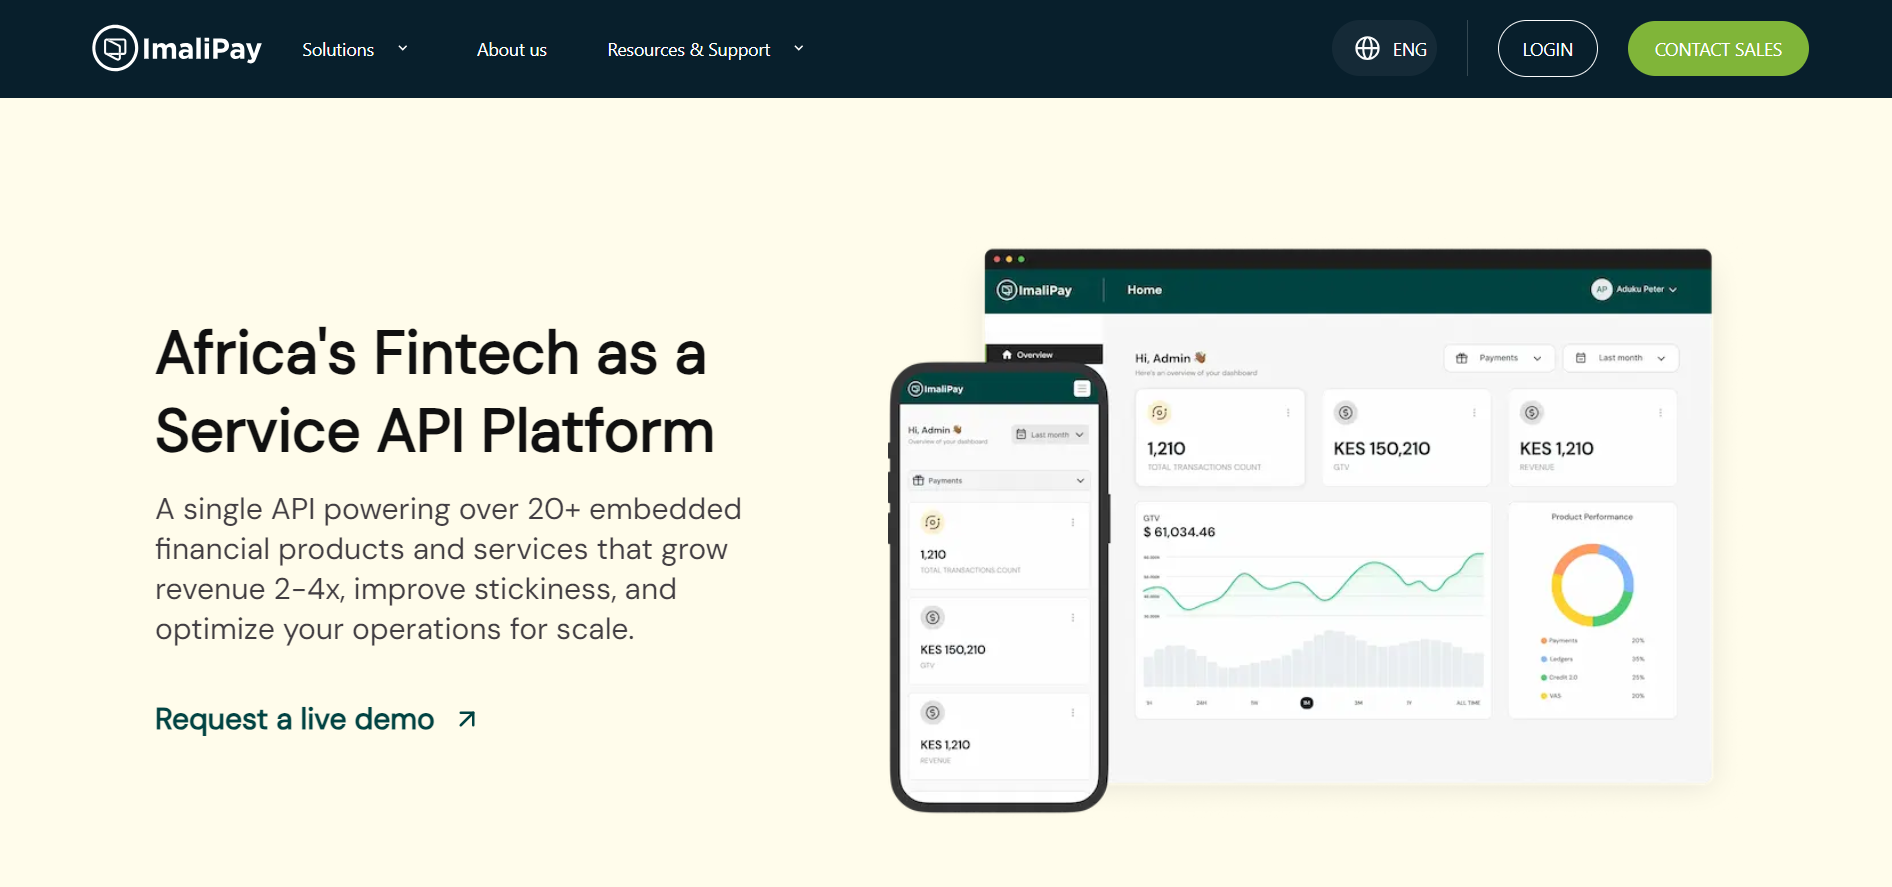 ImaliPay
Solutions
About us
Resources & Support
ENG
LOGIN
CONTACT SALES
Africa's Fintech as a
Service API Platform
A single API powering over 20+ embedded
financial products and services that grow
revenue 2-4x, improve stickiness, and
optimize your operations for scale.
Request a live demo
ImaliPay
Home
AP
Aduku Peter
Overview
Hi, Admin
Here's an overview of your dashboard
Payments
Last month
1,210
TOTAL TRANSACTIONS COUNT
KES 150,210
GTV
KES 1,210
REVENUE
GTV
$ 61,034.46
1H
24H
1W
1M
1Y
ALL TIME
Product Performance
Payments
20%
Ledgers
35%
Credit 2.0
25%
VAS
20%
ImaliPay
Hi, Admin
Overview of your dashboard
Last month
Payments
1,210
TOTAL TRANSACTIONS COUNT
KES 150,210
GTV
KES 1,210
REVENUE